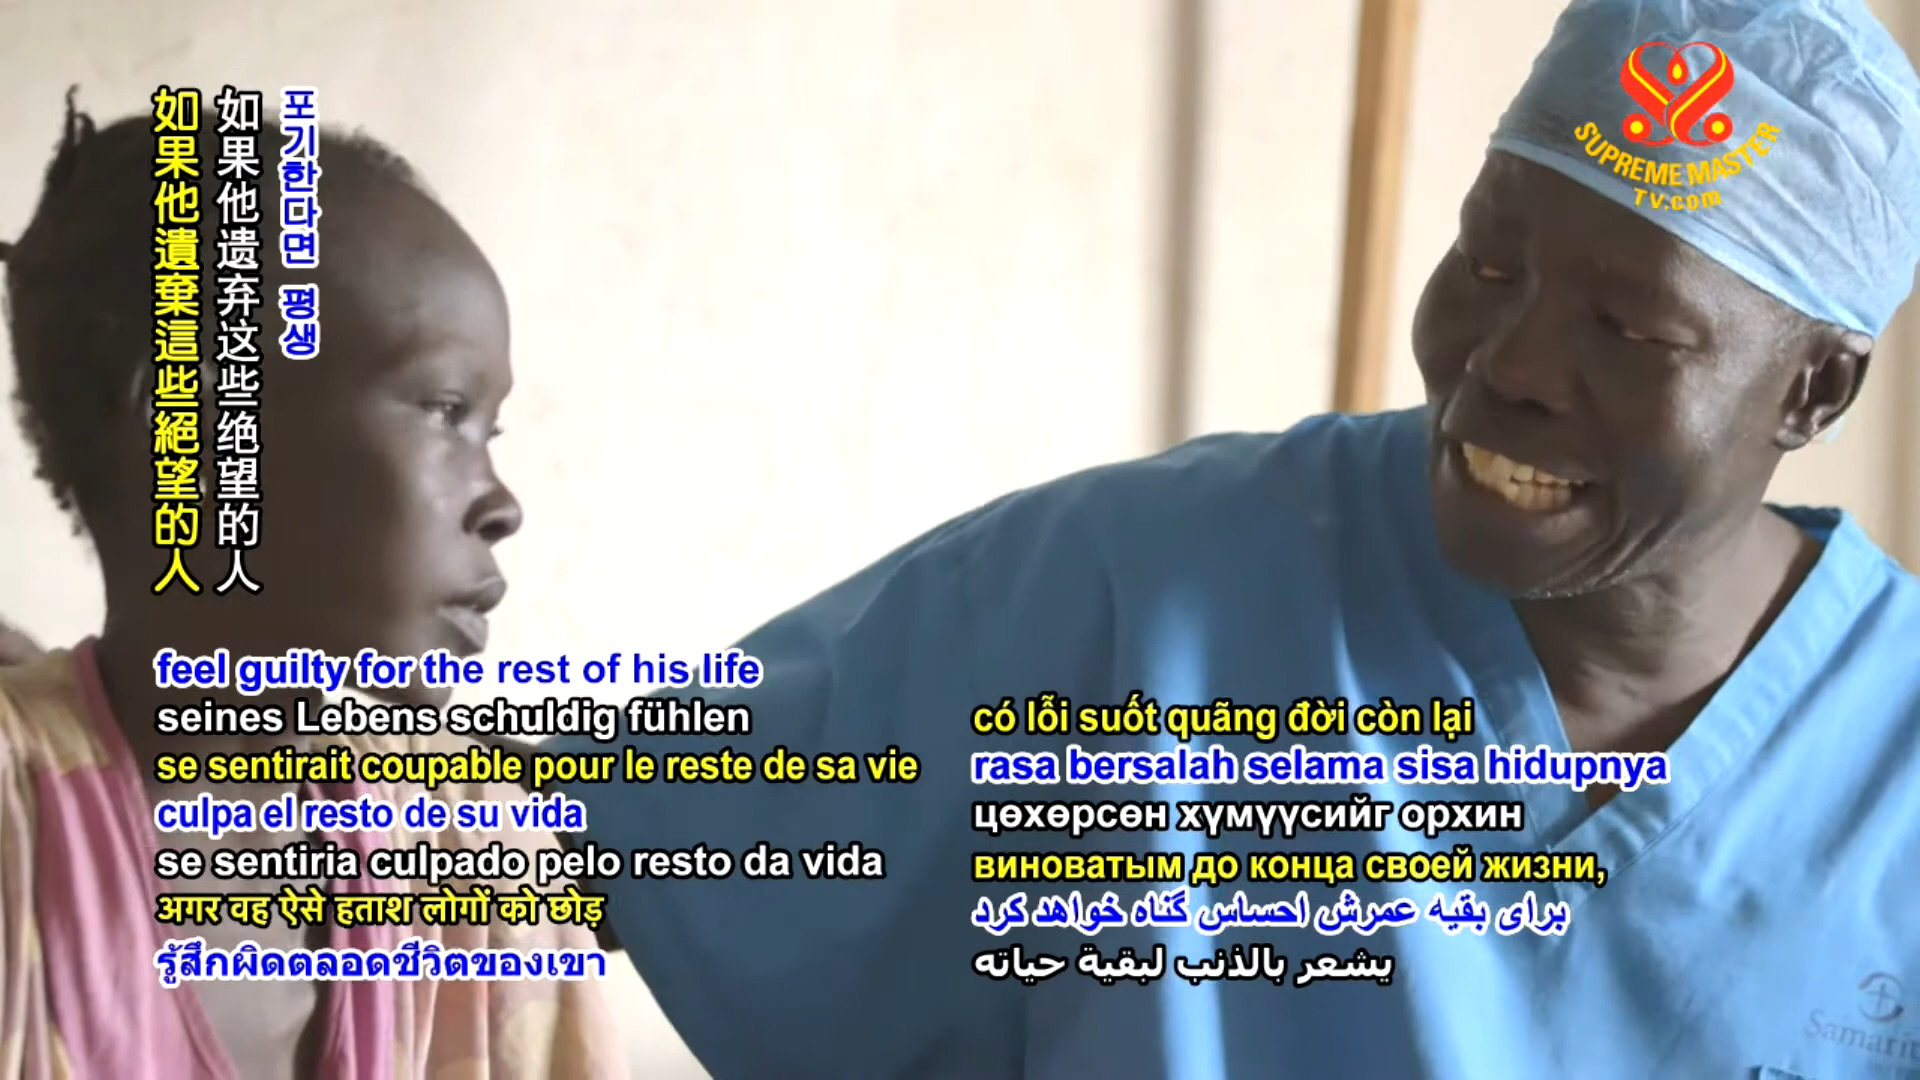 如果他遺棄這些絕望的人
如果他遗弃这些绝望的人
포기한다면 평생
SUPREME MASTER
TV.com
feel guilty for the rest of his life
seines Lebens schuldig fühlen
se sentirait coupable pour le reste de sa vie
culpa el resto de su vida
se sentiria culpado pelo resto da vida
अगर वह ऐसे हताश लोगों को छोड़
รู้สึกผิดตลอดชีวิตของเขา
có lỗi suốt quãng đời còn lại
rasa bersalah selama sisa hidupnya
цөхөрсөн хүмүүсийг орхин
виноватым до конца своей жизни,
برای بقیه عمرش احساس گناه خواهد کرد
يشعر بالذنب لبقية حياته